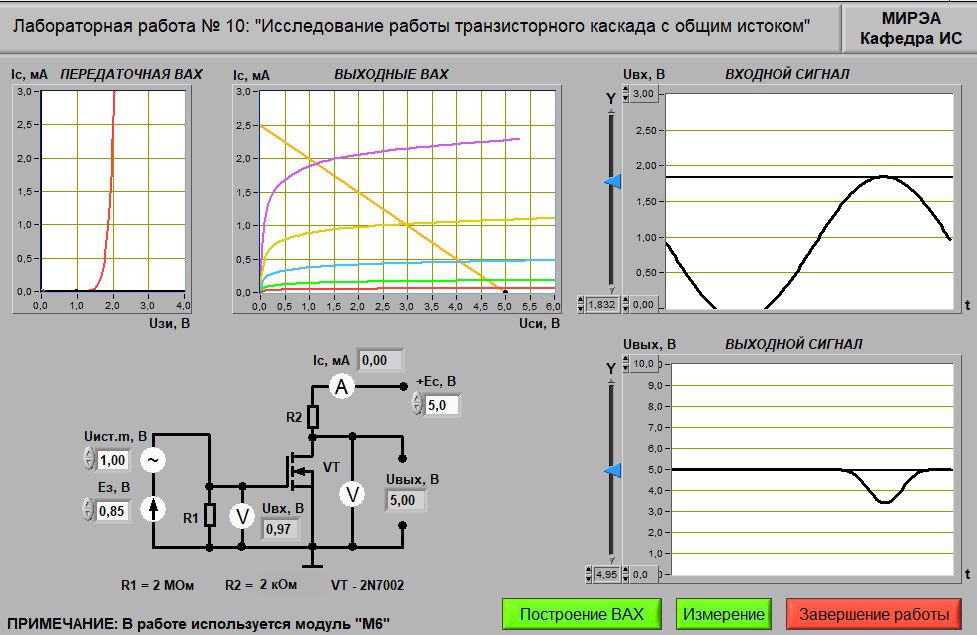 Лабораторная работа № 10: "Исследование работы транзисторного каскада с общим истоком"
МИРЭА
Кафедра ИС
Iс, мА ПЕРЕДАТОЧНАЯ ВАХ
3,0
2,5
2,0
1,5
1,0
0,5
0,0
0,0 1,0 2,0 3,0 4,0
Uзи, В
Iс, мА ВЫХОДНЫЕ ВАХ
3,0
2,5
2,0
1,5
1,0
0,5
0,0
0,0 0,5 1,0 1,5 2,0 2,5 3,0 3,5 4,0 4,5 5,0 5,5 6,0
Uси, В
Uвх, В ВХОДНОЙ СИГНАЛ
Y
3,00
2,50
2,00
1,50
1,00
0,50
1,832 0,00
t
Uвых, В ВЫХОДНОЙ СИГНАЛ
Y
10,0
9,0
8,0
7,0
6,0
5,0
4,0
3,0
2,0
1,0
4,95 0,0
t
Iс, мА 0,00
A
+Ес, В
5,0
R2
Uист.m, В
1,00
~
VT
Ез, В
0,85
R1
V
Uвх, В
0,97
V
Uвых, В
5,00
R1 = 2 МОм R2 = 2 кОм VT - 2N7002
ПРИМЕЧАНИЕ: В работе используется модуль "М6"
Построение ВАХ Измерение Завершение работы